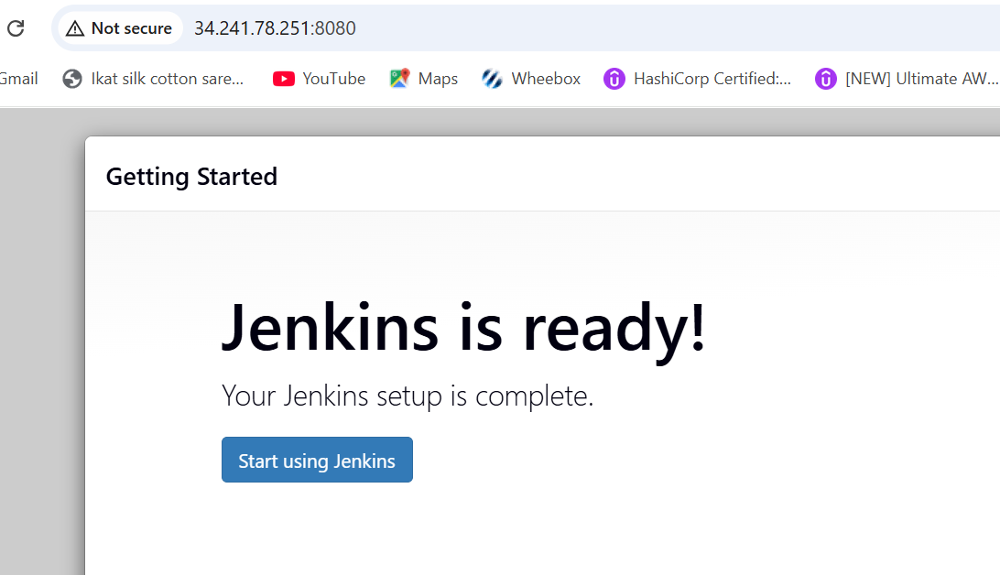 Not secure 34.241.78.251:8080
Gmail Ikat silk cotton sare... YouTube Maps Wheebox HashiCorp Certified:... [NEW] Ultimate AW...
Getting Started
Jenkins is ready!
Your Jenkins setup is complete.
Start using Jenkins